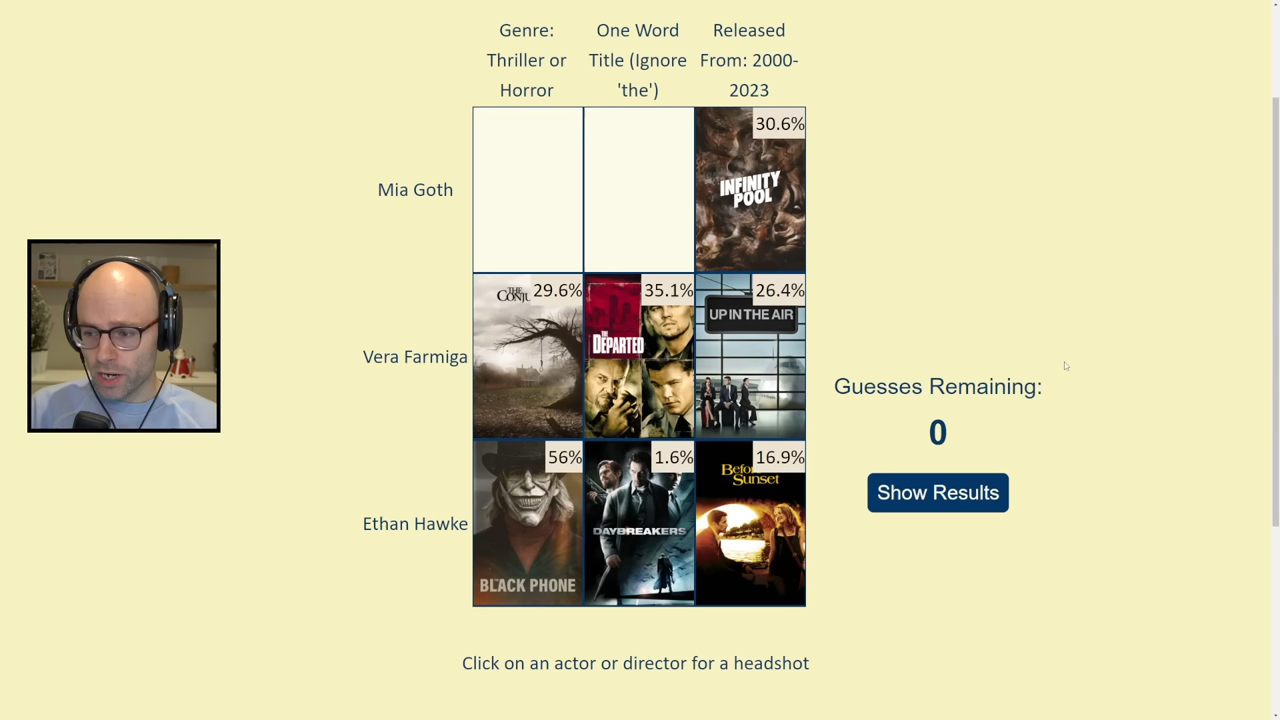 Genre:
Thriller or
Horror
One Word
Title (Ignore
'the')
Released
From: 2000-
2023
Mia Goth
30.6%
INFINITY
POOL
Vera Farmiga
29.6%
THE
CONJU
35.1%
THE
DEPARTED
26.4%
UP IN THE AIR
Guesses Remaining:
0
Show Results
Ethan Hawke
56%
BLACK PHONE
1.6%
DAYBREAKERS
16.9%
Before
Sunset
Click on an actor or director for a headshot